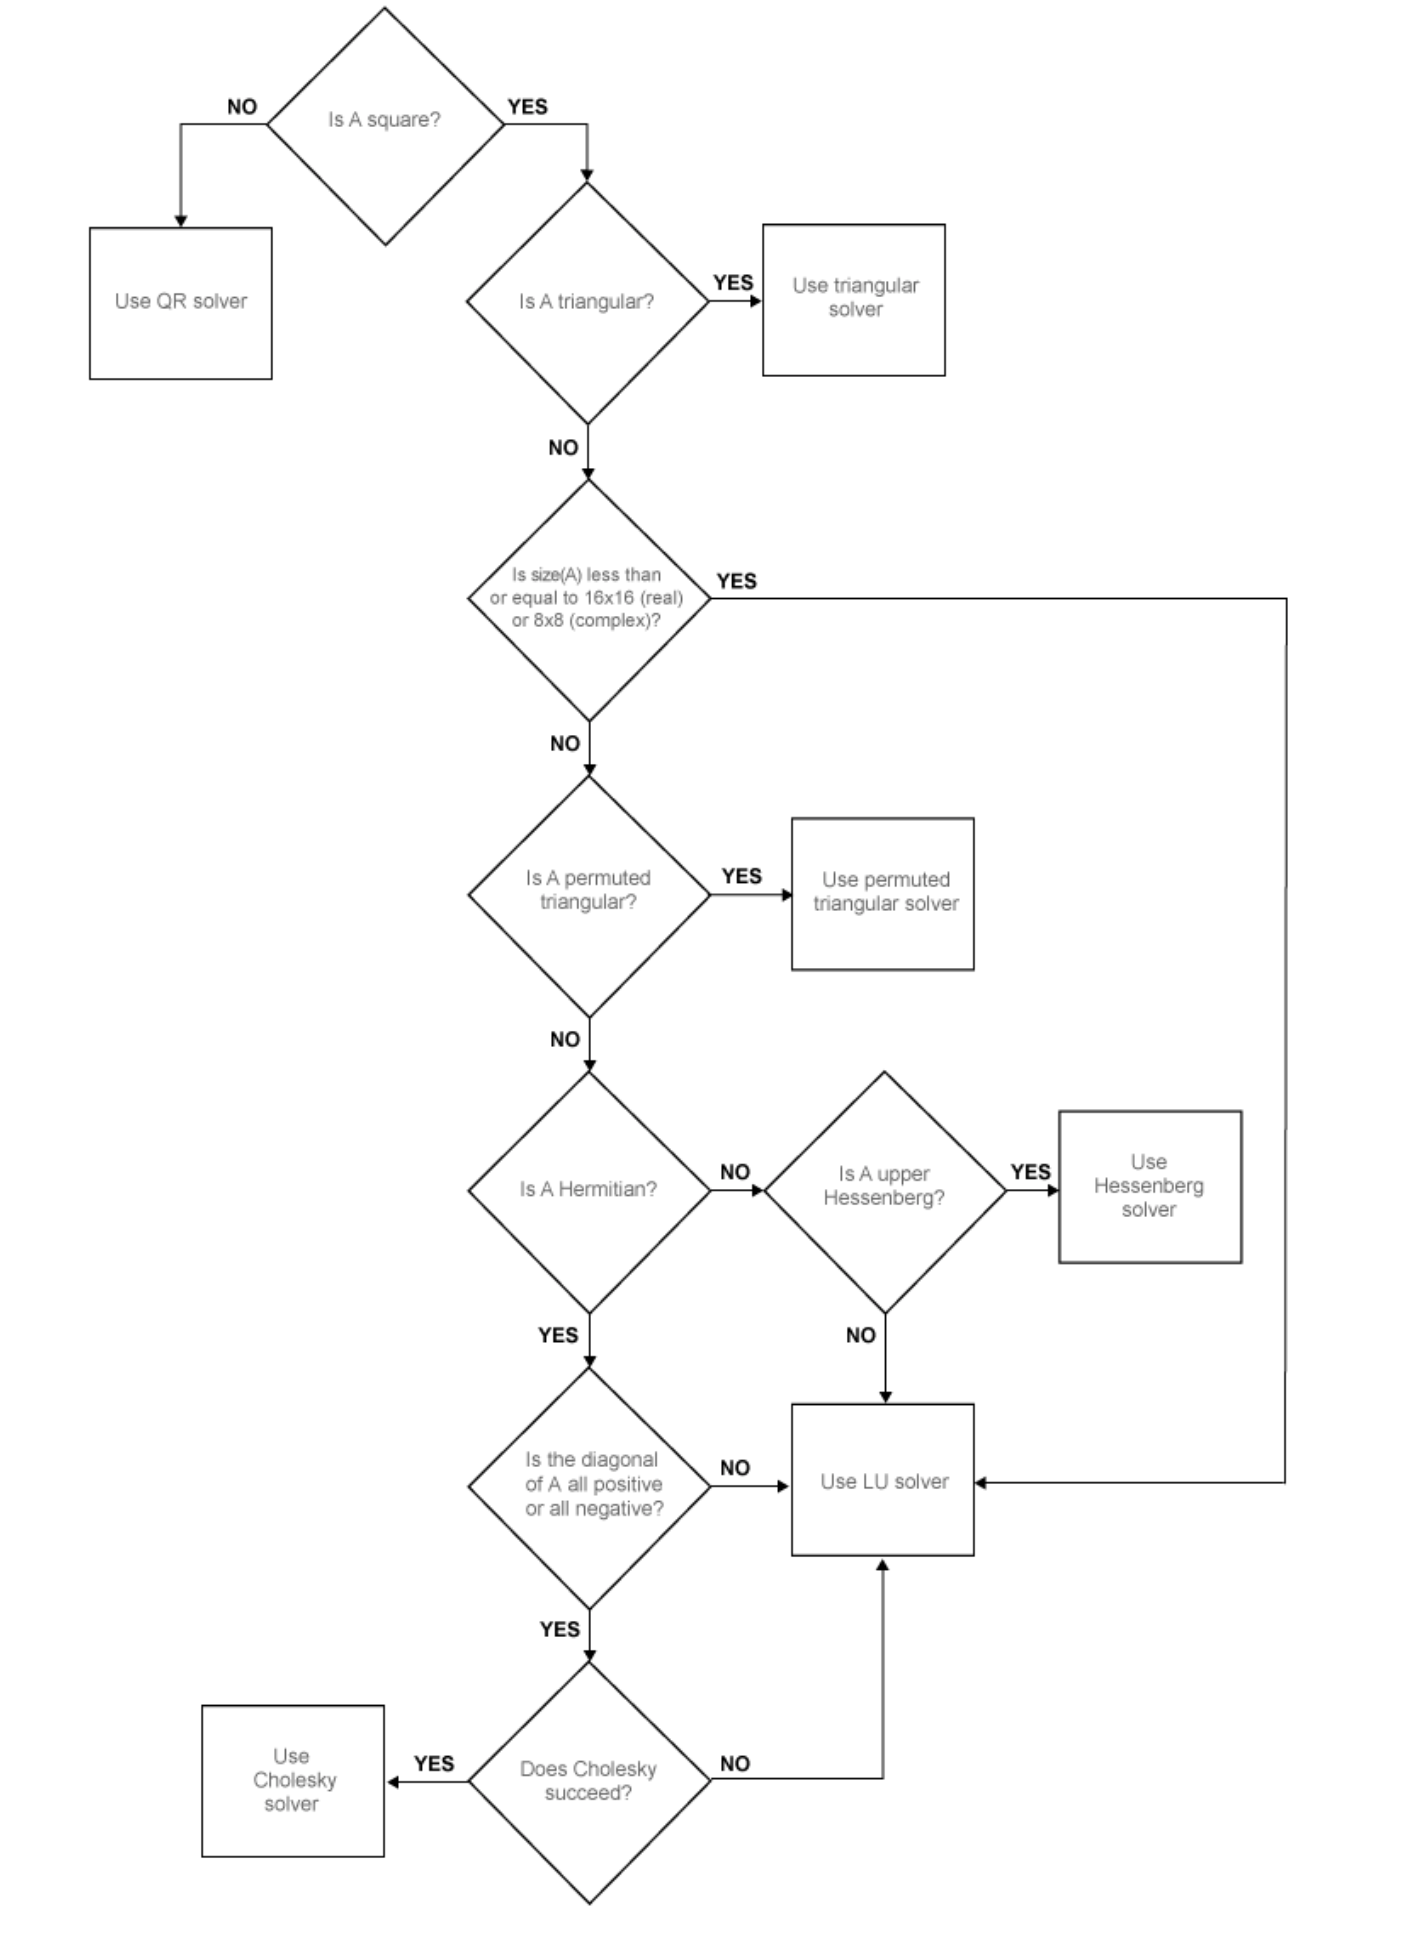 NO
Is A square?
YES
Use QR solver
Is A triangular?
YES
Use triangular
solver
NO
Is size(A) less than
or equal to 16x16 (real)
or 8x8 (complex)?
YES
NO
Is A permuted
triangular?
YES
Use permuted
triangular solver
NO
Is A Hermitian?
NO
Is A upper
Hessenberg?
YES
Use
Hessenberg
solver
YES
NO
Is the diagonal
of A all positive
or all negative?
NO
Use LU solver
YES
Use
Cholesky
solver
YES
Does Cholesky
succeed?
NO